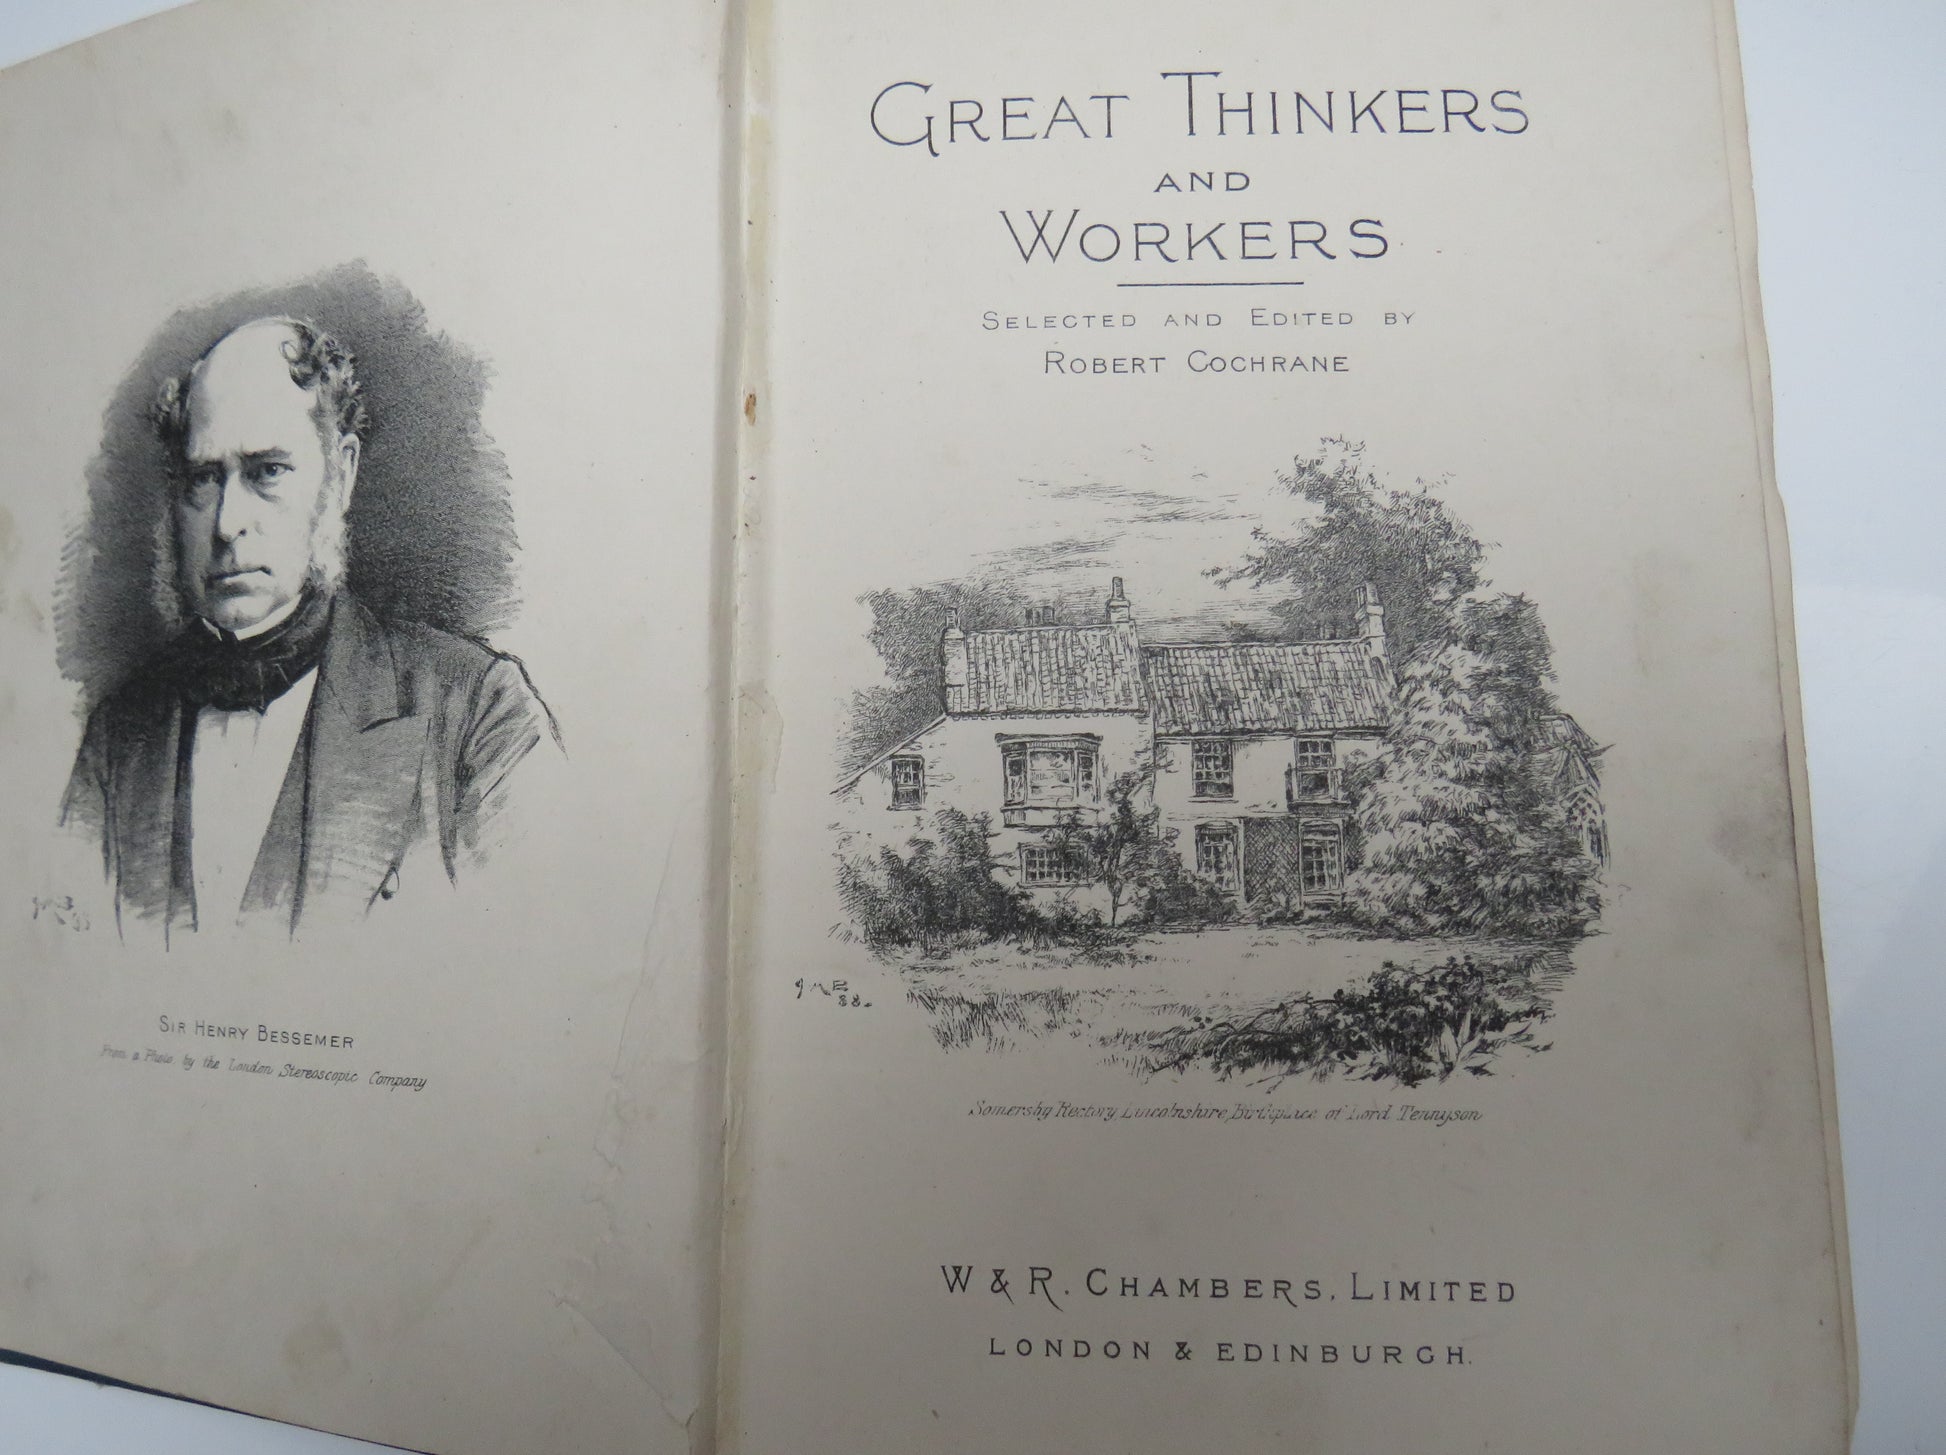 SIR HENRY BESSEMER
From a Photo, by the London Stereoscopic Company
GREAT THINKERS
AND
WORKERS.
SELECTED AND EDITED BY
ROBERT COCHRANE
88.
Somersby Rectory, Lincolnshire, Birthplace of Lord Tennyson
W & R. CHAMBERS, LIMITED
LONDON & EDINBURGH.